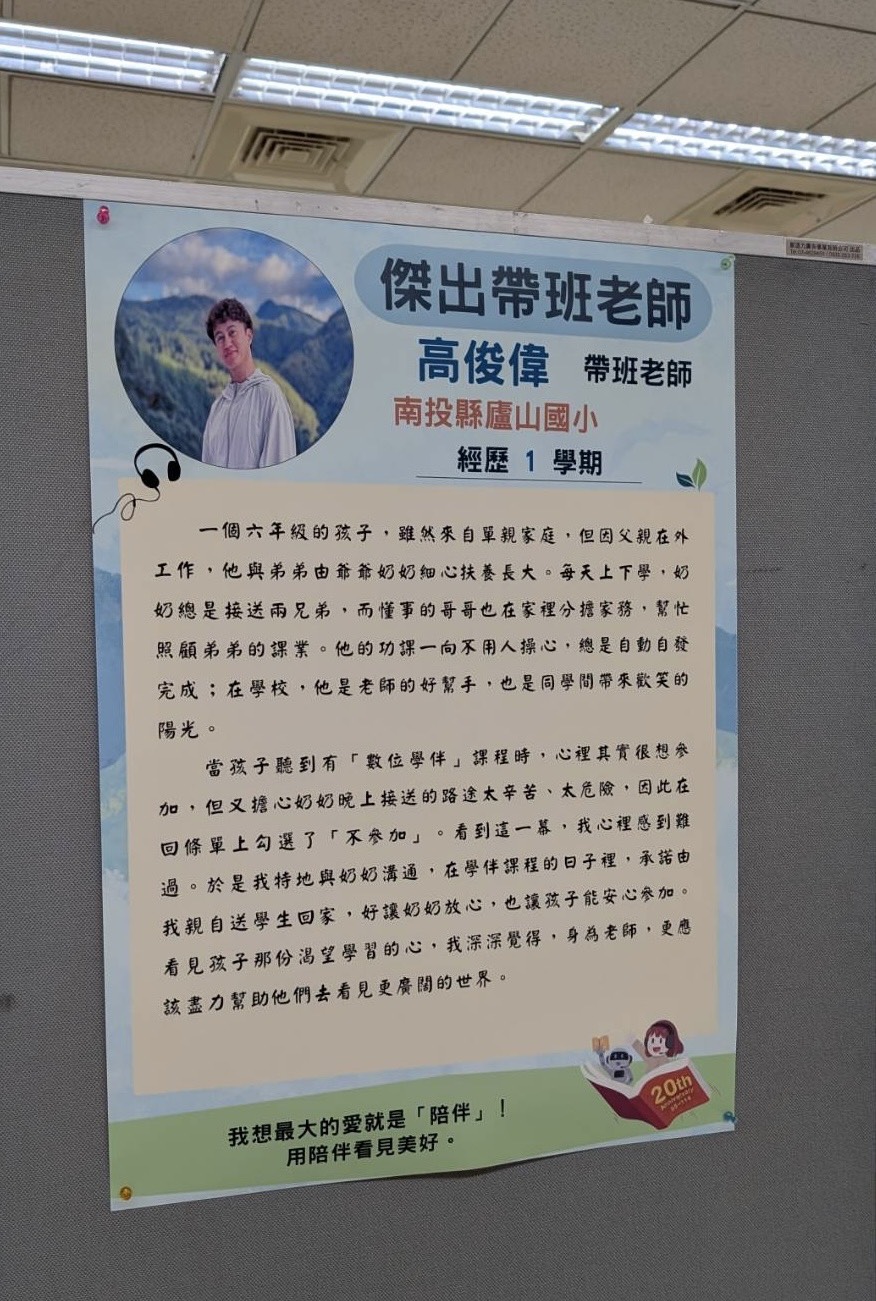 傑出帶班老師
高俊偉 帶班老師
南投縣廬山國小
經歷 1 學期
一個六年級的孩子，雖然來自單親家庭，但因父親在外
工作，他與弟弟由爺爺奶奶細心扶養長大。每天上下學，奶
奶總是接送兩兄弟，而懂事的哥哥也在家裡分擔家務，幫忙
照顧弟弟的課業。他的功課一向不用人操心，總是自動自發
完成；在學校，他是老師的好幫手，也是同學間帶來歡笑的
陽光。
當孩子聽到有「數位學伴」課程時，心裡其實很想參
加，但又擔心奶奶晚上接送的路途太辛苦、太危險，因此在
回條單上勾選了「不參加」。看到這一幕，我心裡感到難
過。於是我特地與奶奶溝通，在學伴課程的日子裡，承諾由
我親自送學生回家，好讓奶奶放心，也讓孩子能安心參加。
看見孩子那份渴望學習的心，我深深覺得，身為老師，更應
該盡力幫助他們去看見更廣闊的世界。
20th
Anniversary
我想最大的愛就是「陪伴」！
用陪伴看見美好。